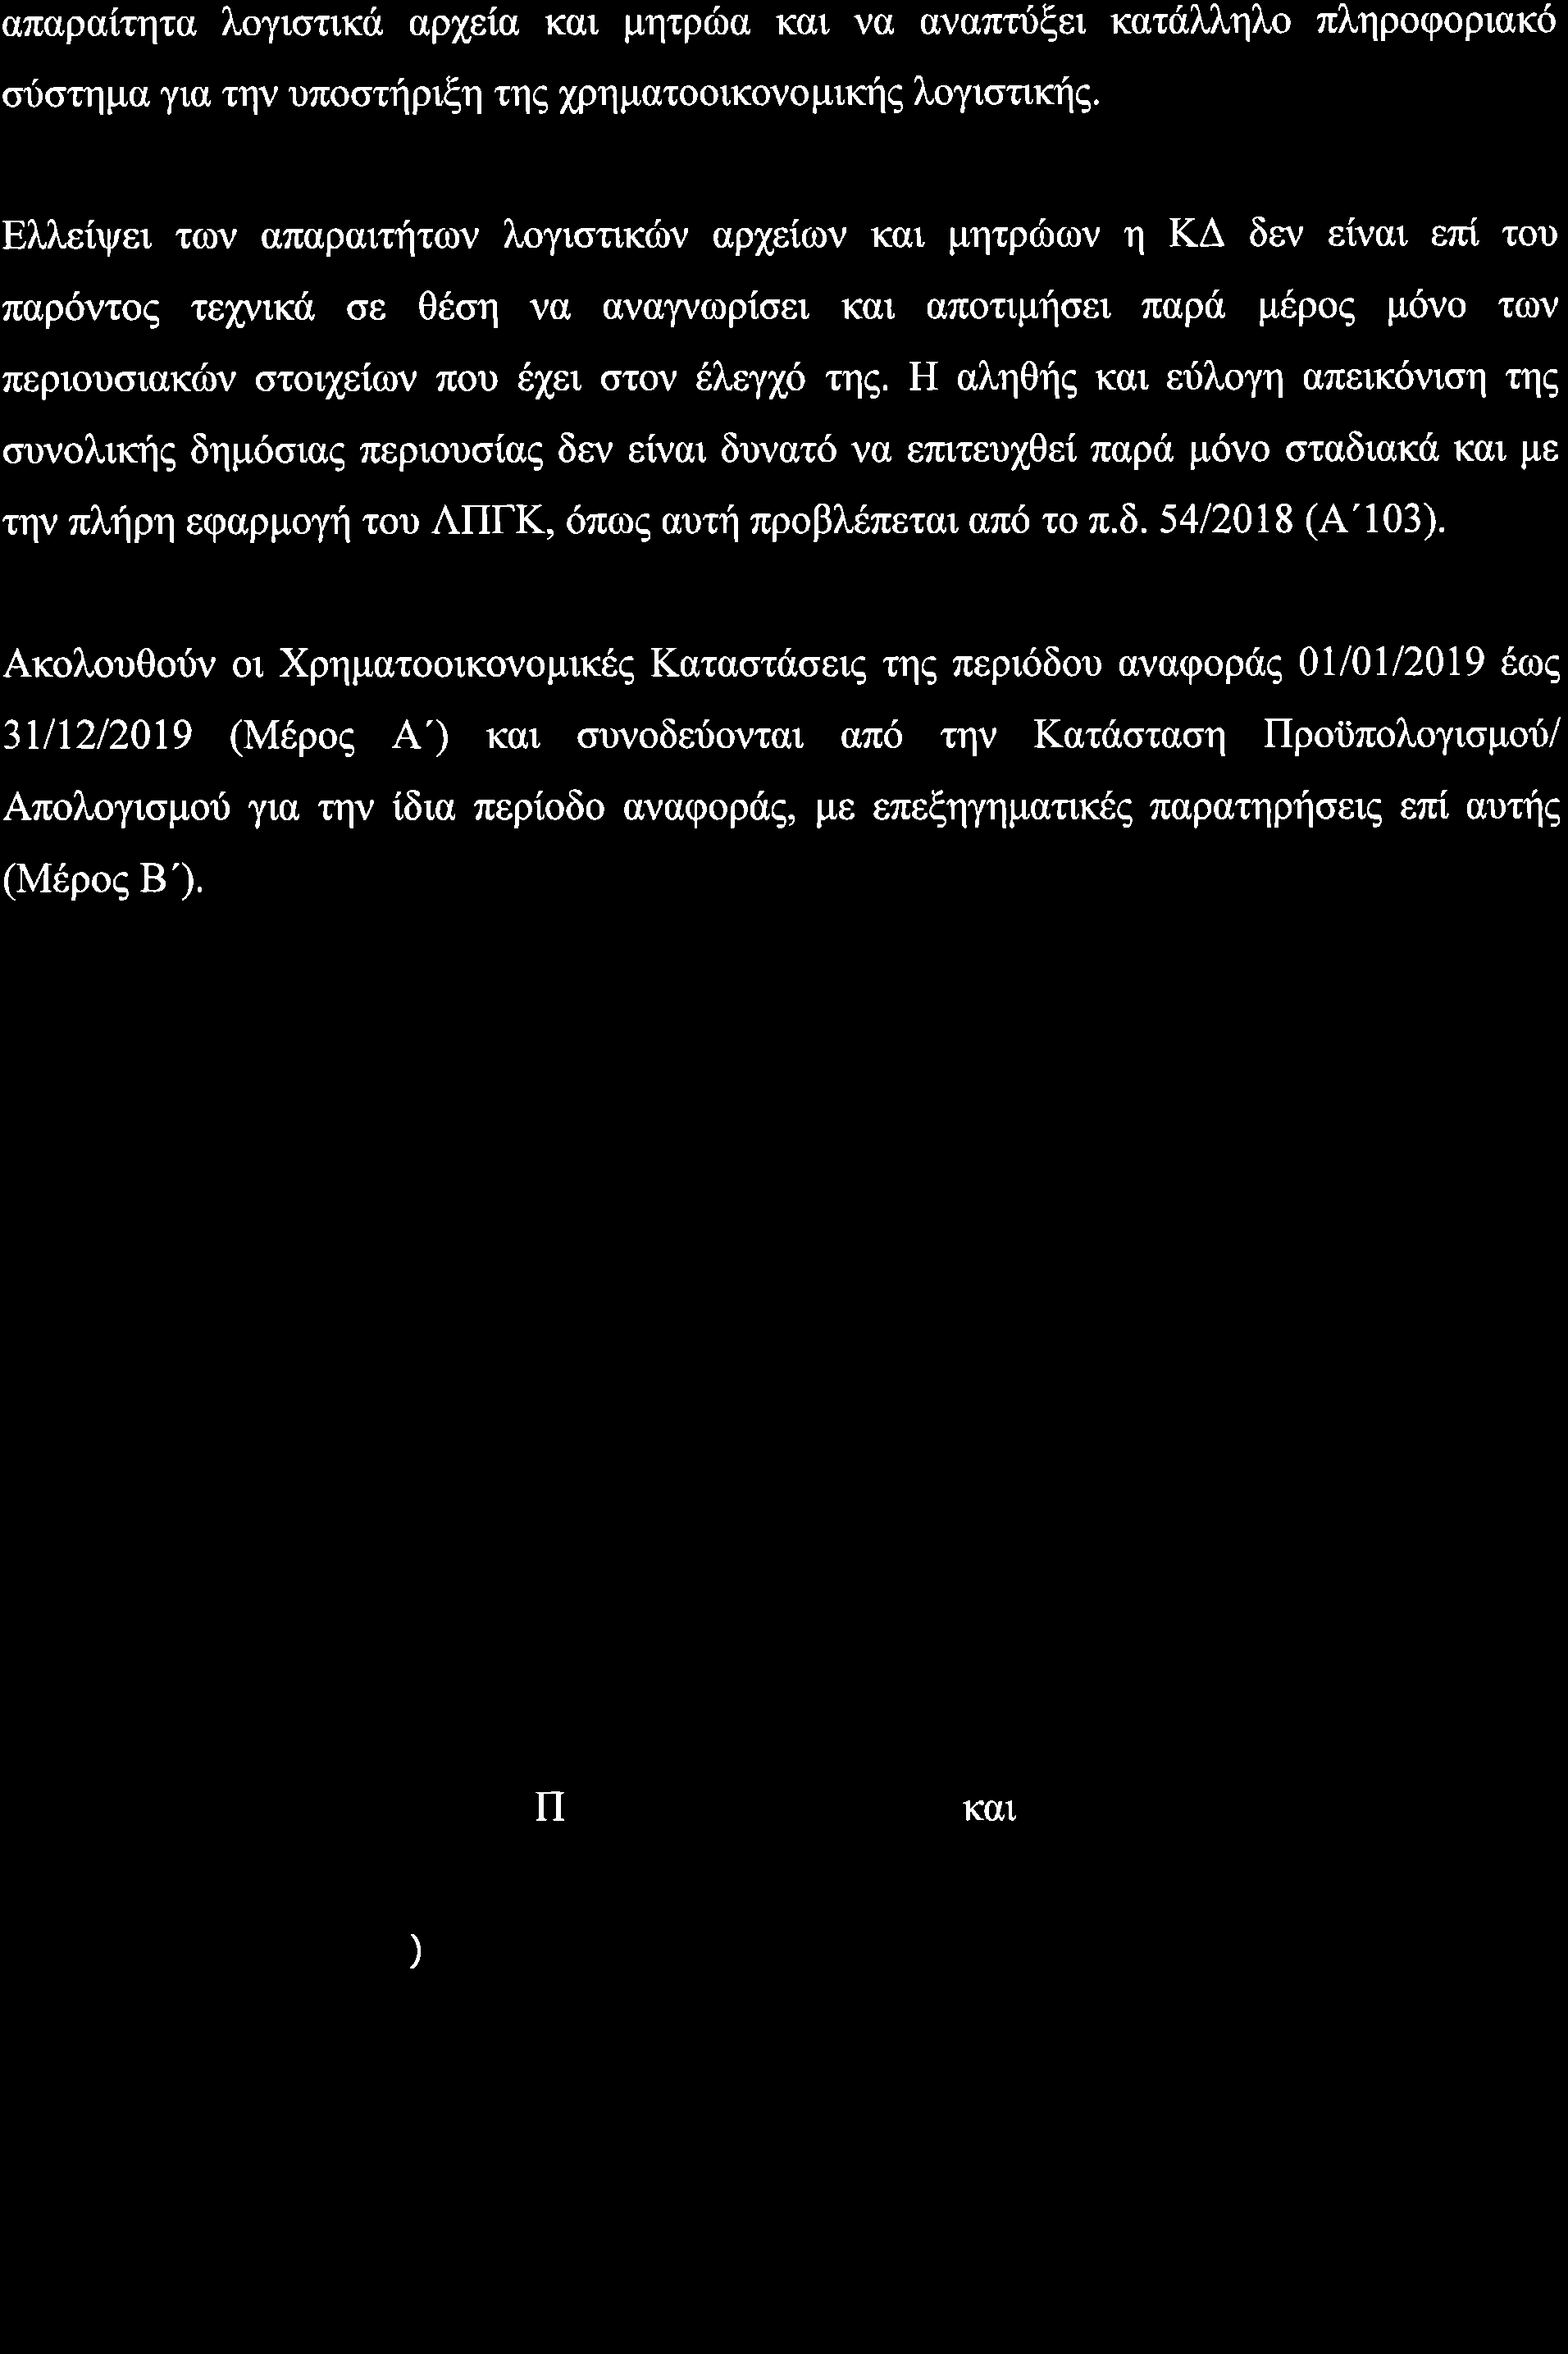 απαραίτητα λογιστικά αρχεία και μητρώα και να αναπτύξει κατάλληλο πληροφοριακό
σύστημα για την υποστήριξη της χρηματοοικονομικής λογιστικής.
Ελλείψει των απαραιτήτων λογιστικών αρχείων και μητρώων η ΚΔ δεν είναι επί του
παρόντος τεχνικά σε θέση να αναγνωρίσει και αποτιμήσει παρά μέρος μόνο των
περιουσιακών στοιχείων που έχει στον έλεγχό της. Η αληθής και εύλογη απεικόνιση της
συνολικής δημόσιας περιουσίας δεν είναι δυνατό να επιτευχθεί παρά μόνο σταδιακά και με
την πλήρη εφαρμογή του ΛΠΓΚ, όπως αυτή προβλέπεται από το π.δ. 54/2018 (Α΄103).
Ακολουθούν οι Χρηματοοικονομικές Καταστάσεις της περιόδου αναφοράς 01/01/2019 έως
31/12/2019 (Μέρος Α΄) και συνοδεύονται από την Κατάσταση Προϋπολογισμού/
Απολογισμού για την ίδια περίοδο αναφοράς, με επεξηγηματικές παρατηρήσεις επί αυτής
(Μέρος Β΄).
Π και
)